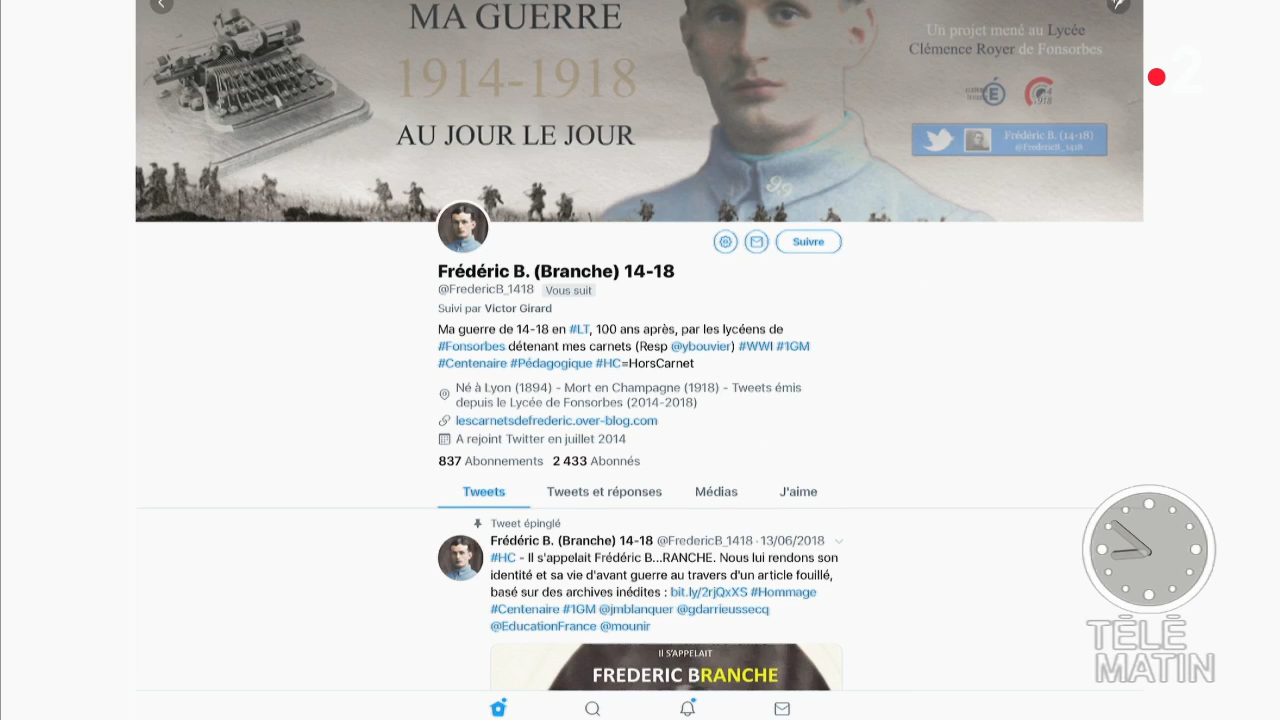 MA GUERRE
1914-1918
AU JOUR LE JOUR
Un projet mené au Lycée
Clémence Royer de Fonsorbes
Frédéric B. (14-18)
@FredericB_1418
2
99
Suivre
Frédéric B. (Branche) 14-18
@FredericB_1418 Vous suit
Suivi par Victor Girard
Ma guerre de 14-18 en #LT, 100 ans après, par les lycéens de
#Fonsorbes détenant mes carnets (Resp @ybouvier) #WWI #1GM
#Centenaire #Pédagogique #HC=HorsCarnet
Né à Lyon (1894) - Mort en Champagne (1918) - Tweets émis
depuis le Lycée de Fonsorbes (2014-2018)
lescarnetsdefrederic.over-blog.com
A rejoint Twitter en juillet 2014
837 Abonnements 2 433 Abonnés
Tweets Tweets et réponses Médias J'aime
Tweet épinglé
Frédéric B. (Branche) 14-18 @FredericB_1418 · 13/06/2018
#HC - Il s'appelait Frédéric B...RANCHE. Nous lui rendons son
identité et sa vie d'avant guerre au travers d'un article fouillé,
basé sur des archives inédites : bit.ly/2rjQxXS #Hommage
#Centenaire #1GM @jmblanquer @gdarrieussecq
@EducationFrance @mounir
IL S'APPELAIT
FREDERIC BRANCHE
TÉLÉ
MATIN